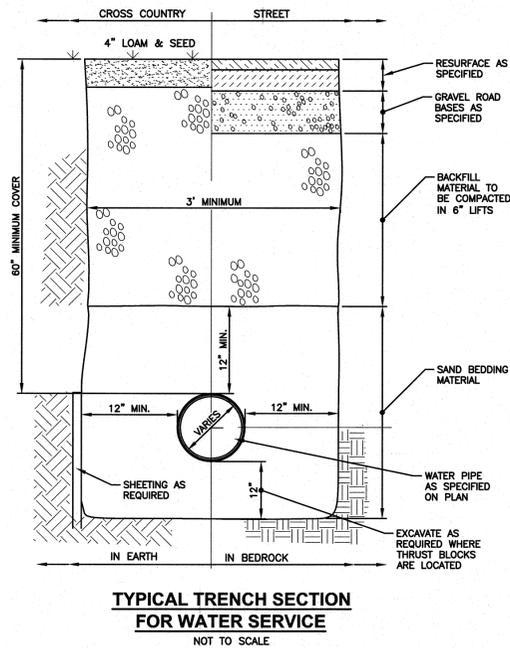 CROSS COUNTRY
STREET
4" LOAM & SEED
RESURFACE AS
SPECIFIED
GRAVEL ROAD
BASES AS
SPECIFIED
BACKFILL
MATERIAL TO
BE COMPACTED
IN 6" LIFTS
3' MINIMUM
60" MINIMUM COVER
12" MIN.
SAND BEDDING
MATERIAL
12" MIN.
VARIES
12" MIN.
SHEETING AS
REQUIRED
12"
WATER PIPE
AS SPECIFIED
ON PLAN
EXCAVATE AS
REQUIRED WHERE
THRUST BLOCKS
ARE LOCATED
IN EARTH
IN BEDROCK
TYPICAL TRENCH SECTION
FOR WATER SERVICE
NOT TO SCALE